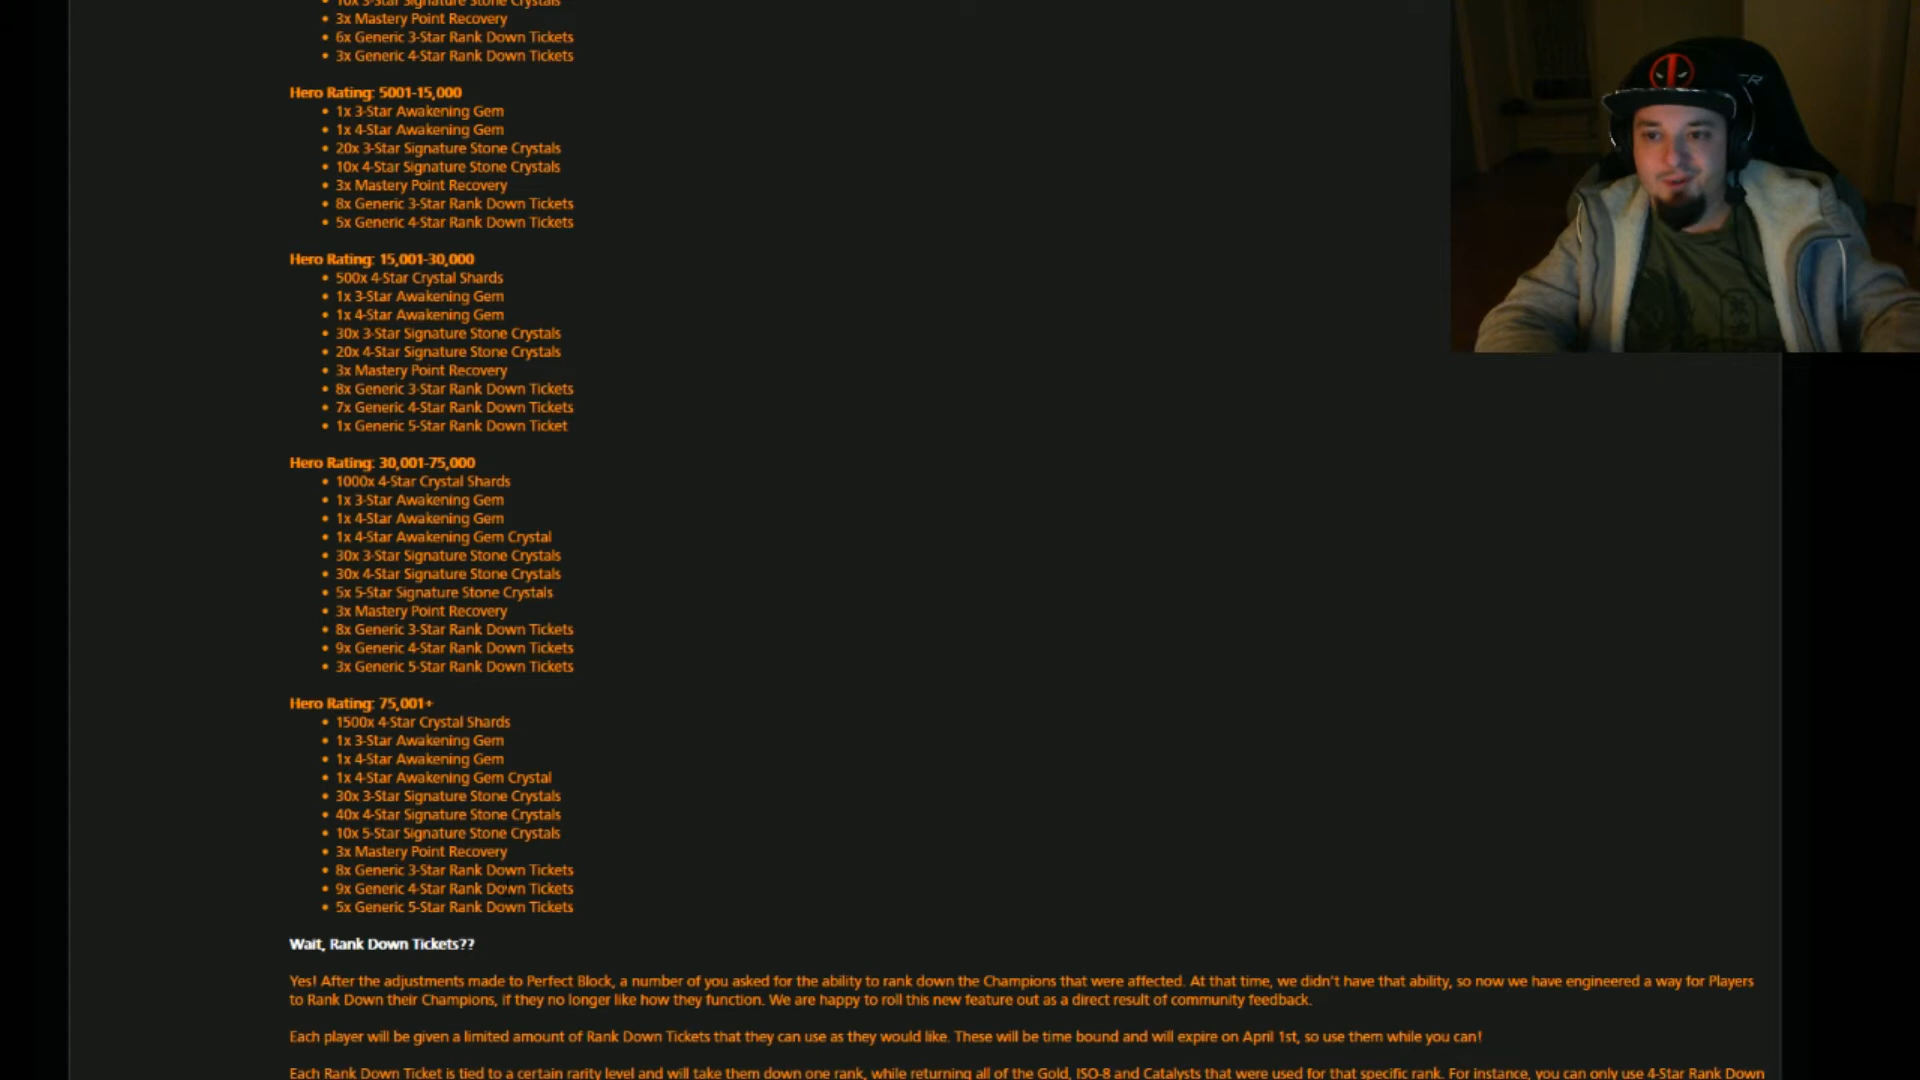 10x 3-Star Signature Stone Crystals
3x Mastery Point Recovery
6x Generic 3-Star Rank Down Tickets
3x Generic 4-Star Rank Down Tickets
Hero Rating: 5001-15,000
1x 3-Star Awakening Gem
1x 4-Star Awakening Gem
20x 3-Star Signature Stone Crystals
10x 4-Star Signature Stone Crystals
3x Mastery Point Recovery
8x Generic 3-Star Rank Down Tickets
5x Generic 4-Star Rank Down Tickets
Hero Rating: 15,001-30,000
500x 4-Star Crystal Shards
1x 3-Star Awakening Gem
1x 4-Star Awakening Gem
30x 3-Star Signature Stone Crystals
20x 4-Star Signature Stone Crystals
3x Mastery Point Recovery
8x Generic 3-Star Rank Down Tickets
7x Generic 4-Star Rank Down Tickets
1x Generic 5-Star Rank Down Ticket
Hero Rating: 30,001-75,000
1000x 4-Star Crystal Shards
1x 3-Star Awakening Gem
1x 4-Star Awakening Gem
1x 4-Star Awakening Gem Crystal
30x 3-Star Signature Stone Crystals
30x 4-Star Signature Stone Crystals
5x 5-Star Signature Stone Crystals
3x Mastery Point Recovery
8x Generic 3-Star Rank Down Tickets
9x Generic 4-Star Rank Down Tickets
3x Generic 5-Star Rank Down Tickets
Hero Rating: 75,001+
1500x 4-Star Crystal Shards
1x 3-Star Awakening Gem
1x 4-Star Awakening Gem
1x 4-Star Awakening Gem Crystal
30x 3-Star Signature Stone Crystals
40x 4-Star Signature Stone Crystals
10x 5-Star Signature Stone Crystals
3x Mastery Point Recovery
8x Generic 3-Star Rank Down Tickets
9x Generic 4-Star Rank Down Tickets
5x Generic 5-Star Rank Down Tickets
Wait, Rank Down Tickets??
Yes! After the adjustments made to Perfect Block, a number of you asked for the ability to rank down the Champions that were affected. At that time, we didn't have that ability, so now we have engineered a way for Players
to Rank Down their Champions, if they no longer like how they function. We are happy to roll this new feature out as a direct result of community feedback.
Each player will be given a limited amount of Rank Down Tickets that they can use as they would like. These will be time bound and will expire on April 1st, so use them while you can!
Each Rank Down Ticket is tied to a certain rarity level and will take them down one rank, while returning all of the Gold, ISO-8 and Catalysts that were used for that specific rank. For instance, you can only use 4-Star Rank Down